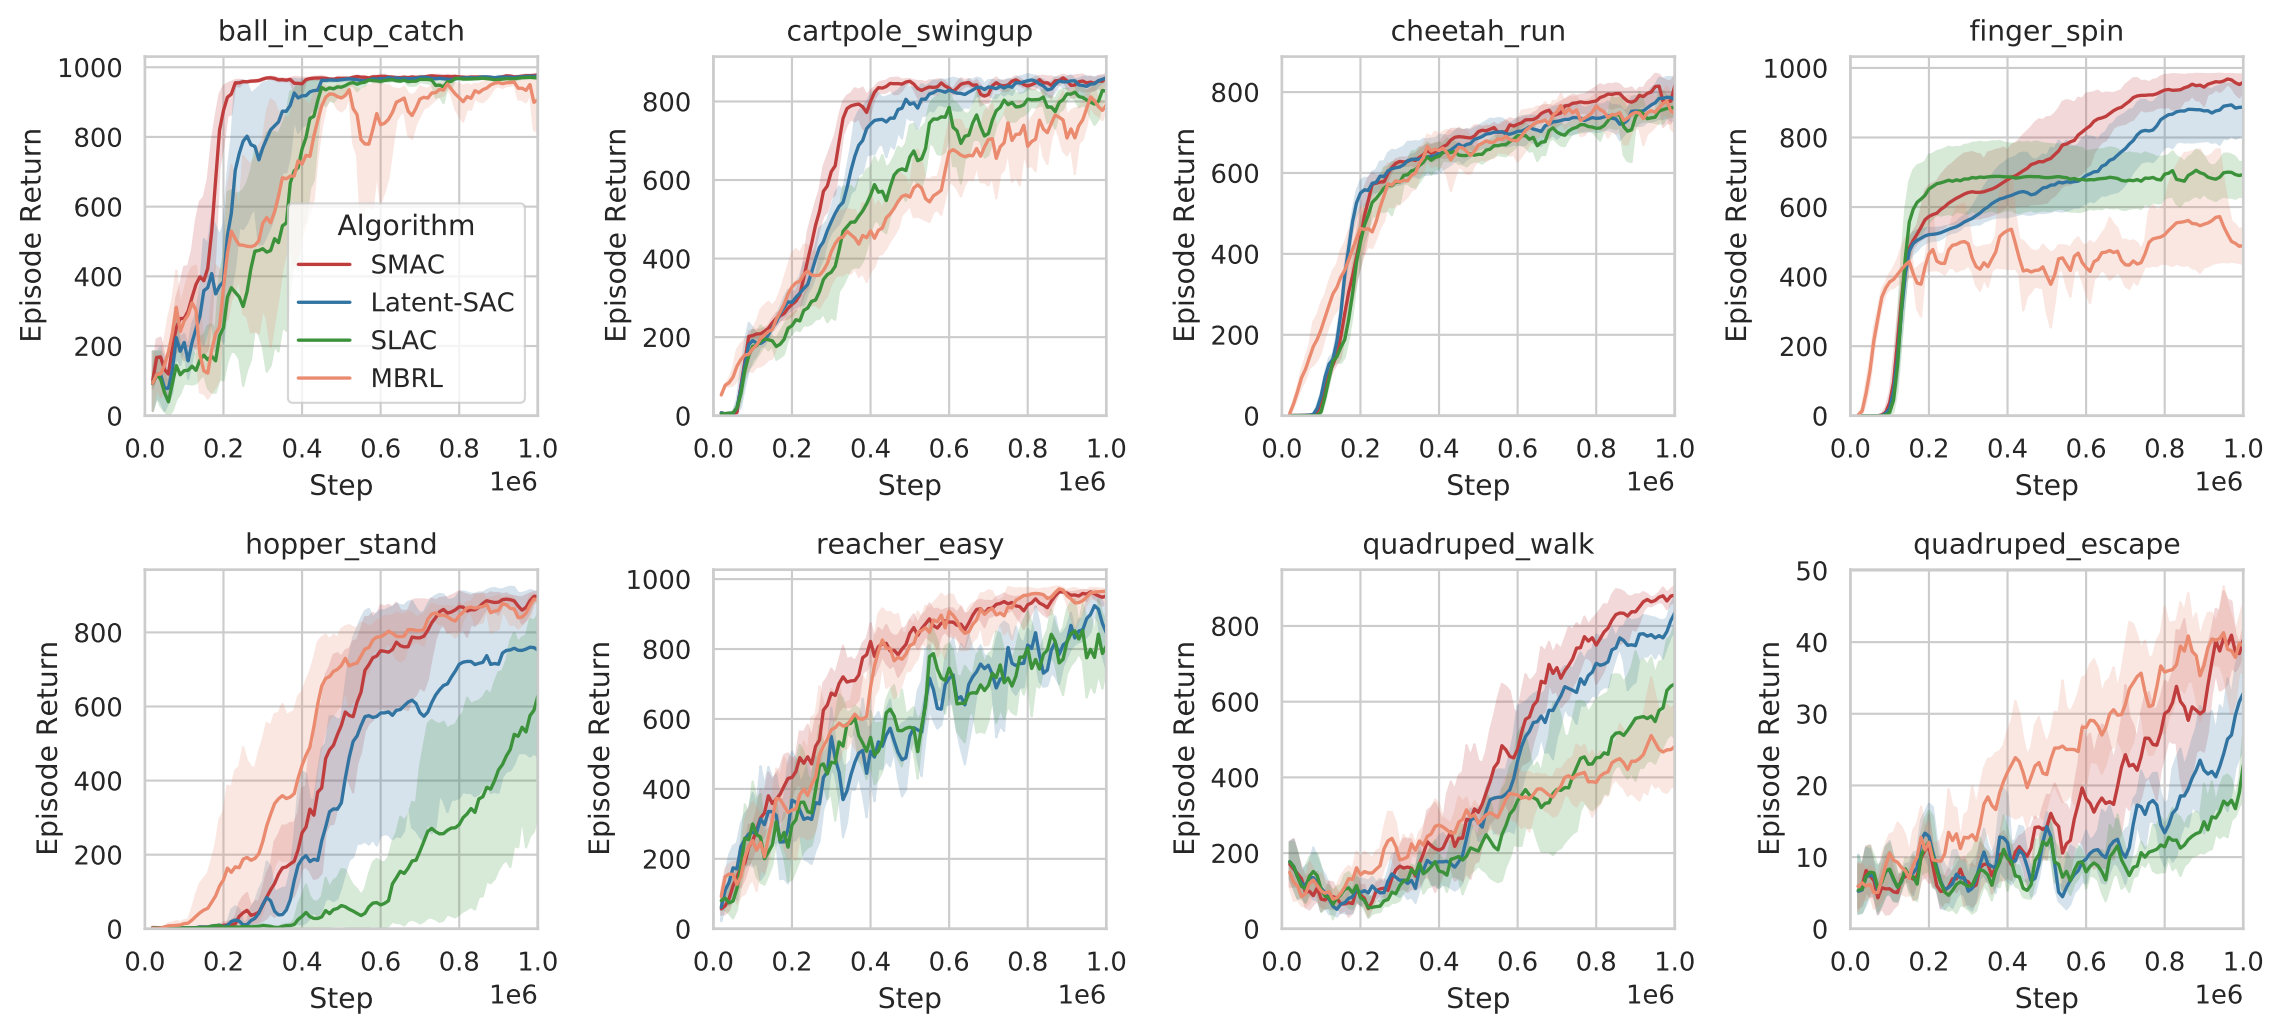 ball_in_cup_catch
1000
800
600
400
200
0
Episode Return
Algorithm
SMAC
Latent-SAC
SLAC
MBRL
0.0 0.2 0.4 0.6 0.8 1.0
Step
1e6
cartpole_swingup
800
600
400
200
0
Episode Return
0.0 0.2 0.4 0.6 0.8 1.0
Step
1e6
cheetah_run
800
600
400
200
0
Episode Return
0.0 0.2 0.4 0.6 0.8 1.0
Step
1e6
finger_spin
1000
800
600
400
200
0
Episode Return
0.0 0.2 0.4 0.6 0.8 1.0
Step
1e6
hopper_stand
800
600
400
200
0
Episode Return
0.0 0.2 0.4 0.6 0.8 1.0
Step
1e6
reacher_easy
1000
800
600
400
200
0
Episode Return
0.0 0.2 0.4 0.6 0.8 1.0
Step
1e6
quadruped_walk
800
600
400
200
0
Episode Return
0.0 0.2 0.4 0.6 0.8 1.0
Step
1e6
quadruped_escape
50
40
30
20
10
0
Episode Return
0.0 0.2 0.4 0.6 0.8 1.0
Step
1e6